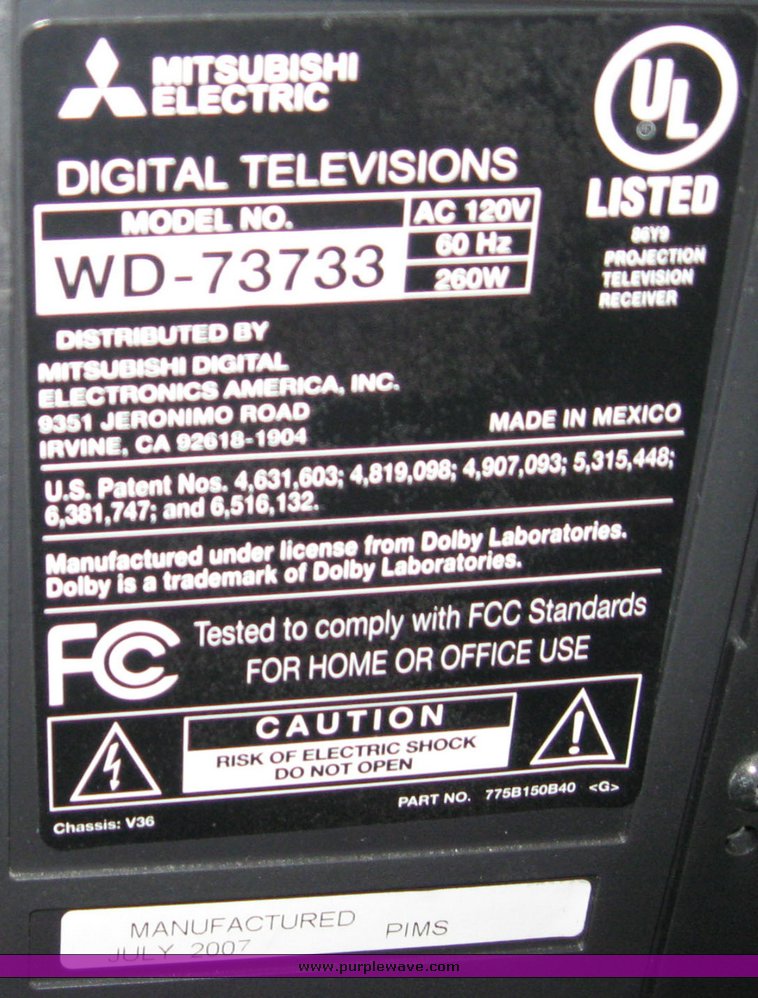 MITSUBISHI
ELECTRIC
UL
LISTED
86Y9
PROJECTION
TELEVISION
RECEIVER
DIGITAL TELEVISIONS
MODEL NO.
WD-73733
AC 120V
60 Hz
260W
DISTRIBUTED BY
MITSUBISHI DIGITAL
ELECTRONICS AMERICA, INC.
9351 JERONIMO ROAD
IRVINE, CA 92618-1904
MADE IN MEXICO
U.S. Patent Nos. 4,631,603; 4,819,098; 4,907,093; 5,315,448;
6,381,747; and 6,516,132.
Manufactured under license from Dolby Laboratories.
Dolby is a trademark of Dolby Laboratories.
FC Tested to comply with FCC Standards
FOR HOME OR OFFICE USE
CAUTION
RISK OF ELECTRIC SHOCK
DO NOT OPEN
Chassis: V36
PART NO. 775B150B40 <G>
MANUFACTURED PIMS
JULY 2007
www.purplewave.com